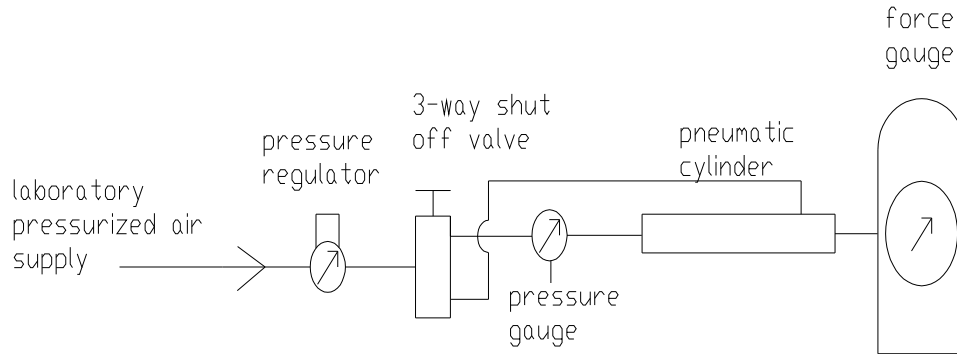 force
gauge
3-way shut
off valve
pneumatic
cylinder
pressure
regulator
laboratory
pressurized air
supply
pressure
gauge